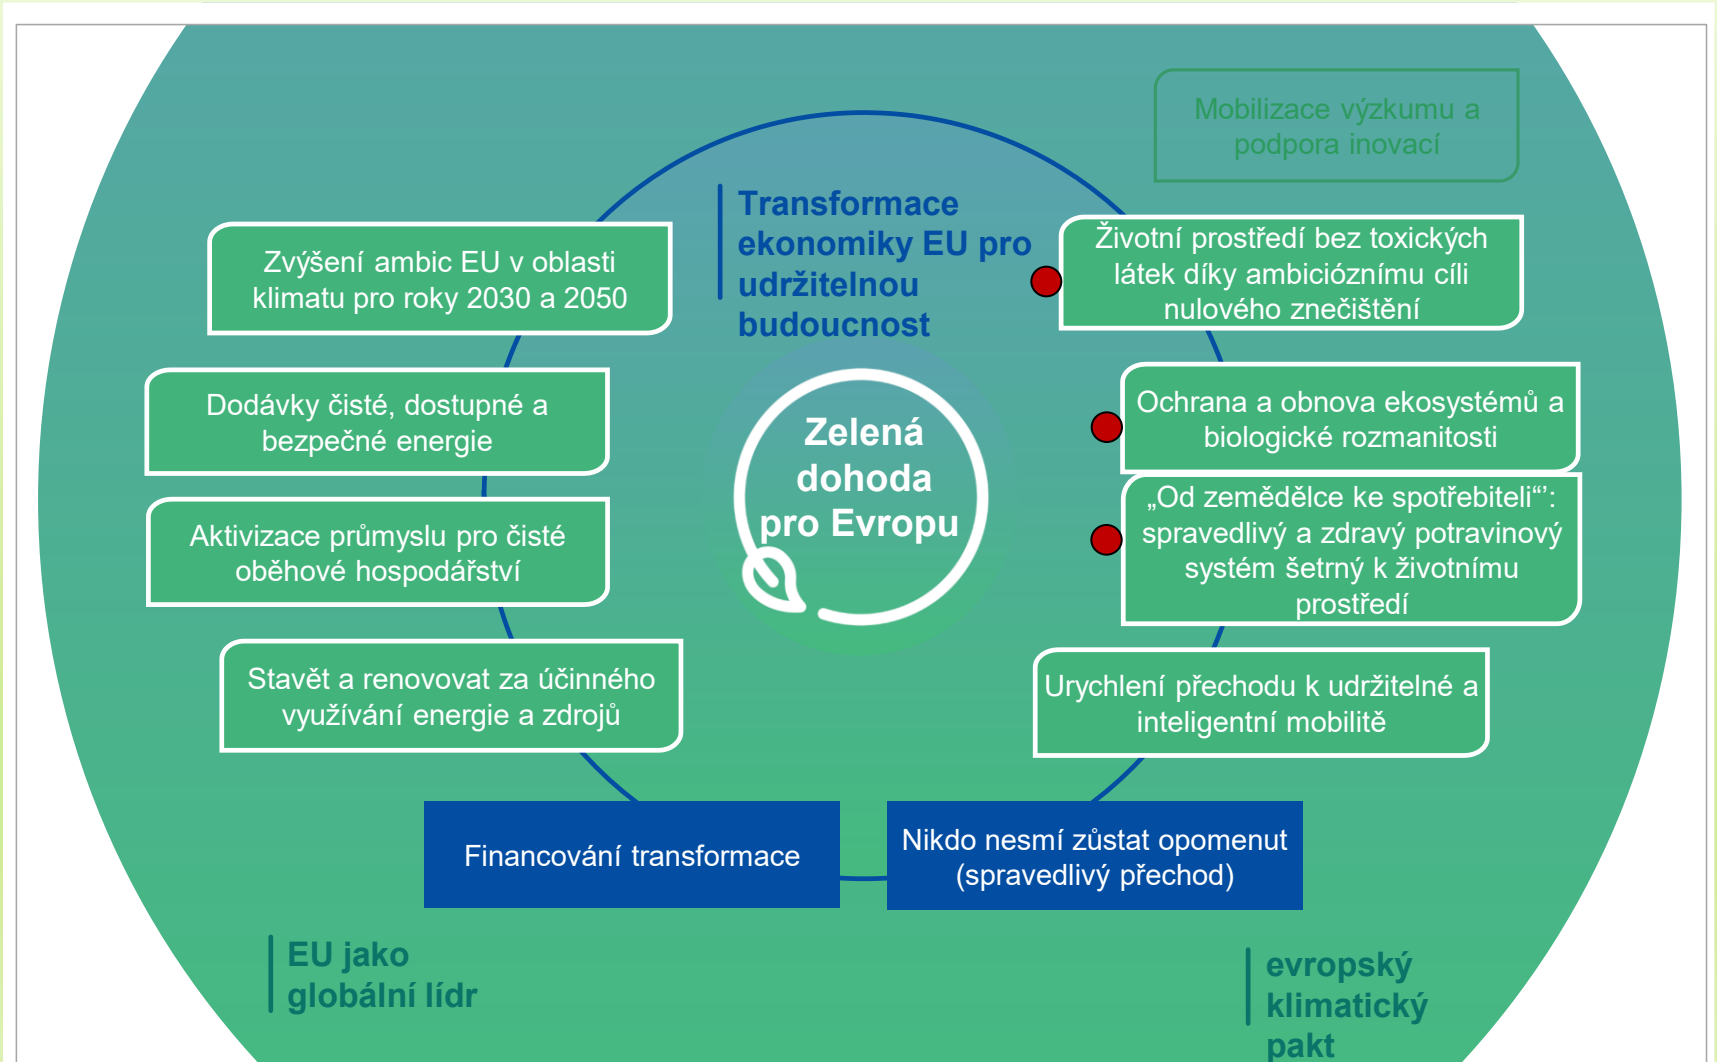 Mobilizace výzkumu a
podpora inovací
Transformace
ekonomiky EU pro
udržitelnou
budoucnost
Zvýšení ambic EU v oblasti
klimatu pro roky 2030 a 2050
Dodávky čisté, dostupné a
bezpečné energie
Aktivizace průmyslu pro čisté
oběhové hospodářství
Stavět a renovovat za účinného
využívání energie a zdrojů
Zelená
dohoda
pro Evropu
Životní prostředí bez toxických
látek díky ambicióznímu cíli
nulového znečištění
Ochrana a obnova ekosystémů a
biologické rozmanitosti
„Od zemědělce ke spotřebiteli“‘:
spravedlivý a zdravý potravinový
systém šetrný k životnímu
prostředí
Urychlení přechodu k udržitelné a
inteligentní mobilitě
Financování transformace
Nikdo nesmí zůstat opomenut
(spravedlivý přechod)
EU jako
globální lídr
evropský
klimatický
pakt